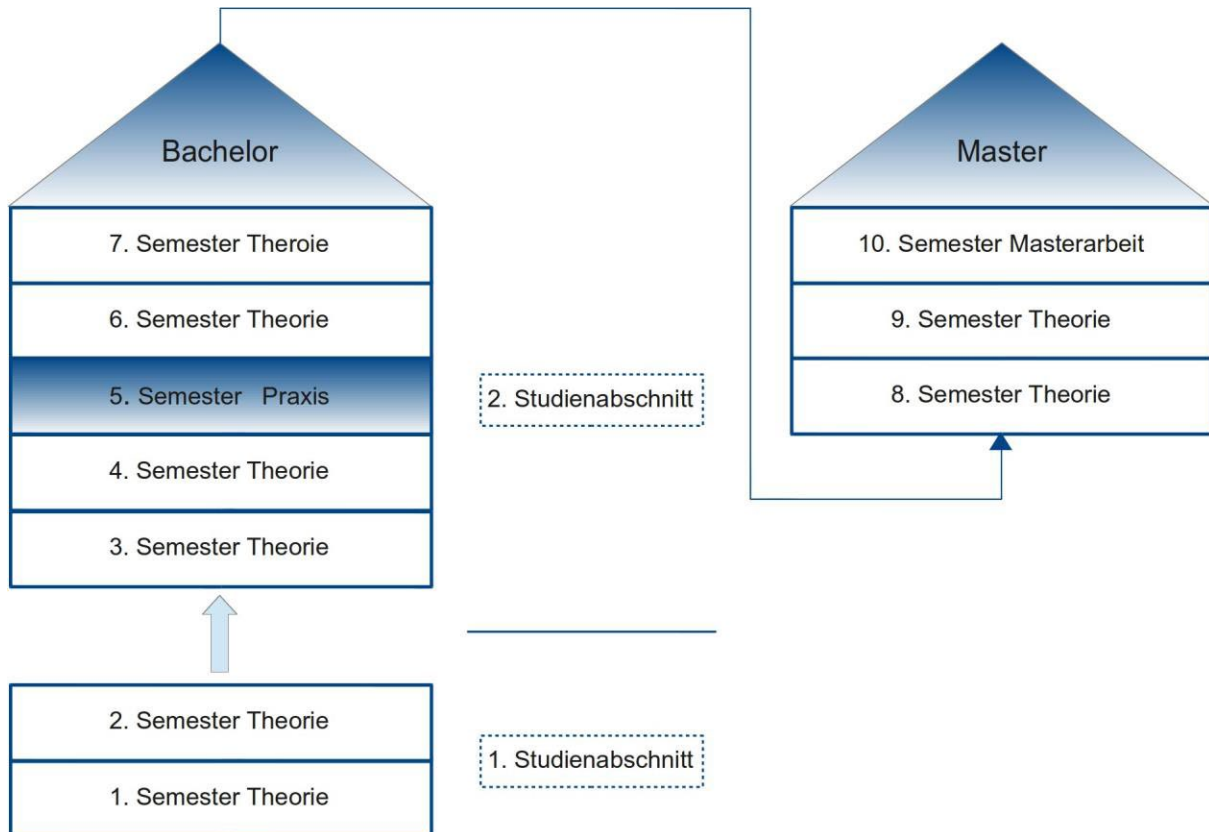 Bachelor
7. Semester Theroie
6. Semester Theorie
5. Semester Praxis
4. Semester Theorie
3. Semester Theorie
2. Semester Theorie
1. Semester Theorie
2. Studienabschnitt
1. Studienabschnitt
Master
10. Semester Masterarbeit
9. Semester Theorie
8. Semester Theorie